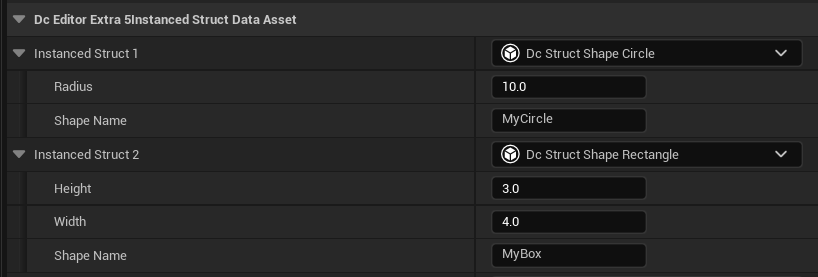 Dc Editor Extra 5Instanced Struct Data Asset
Instanced Struct 1 Dc Struct Shape Circle
Radius 10.0
Shape Name MyCircle
Instanced Struct 2 Dc Struct Shape Rectangle
Height 3.0
Width 4.0
Shape Name MyBox